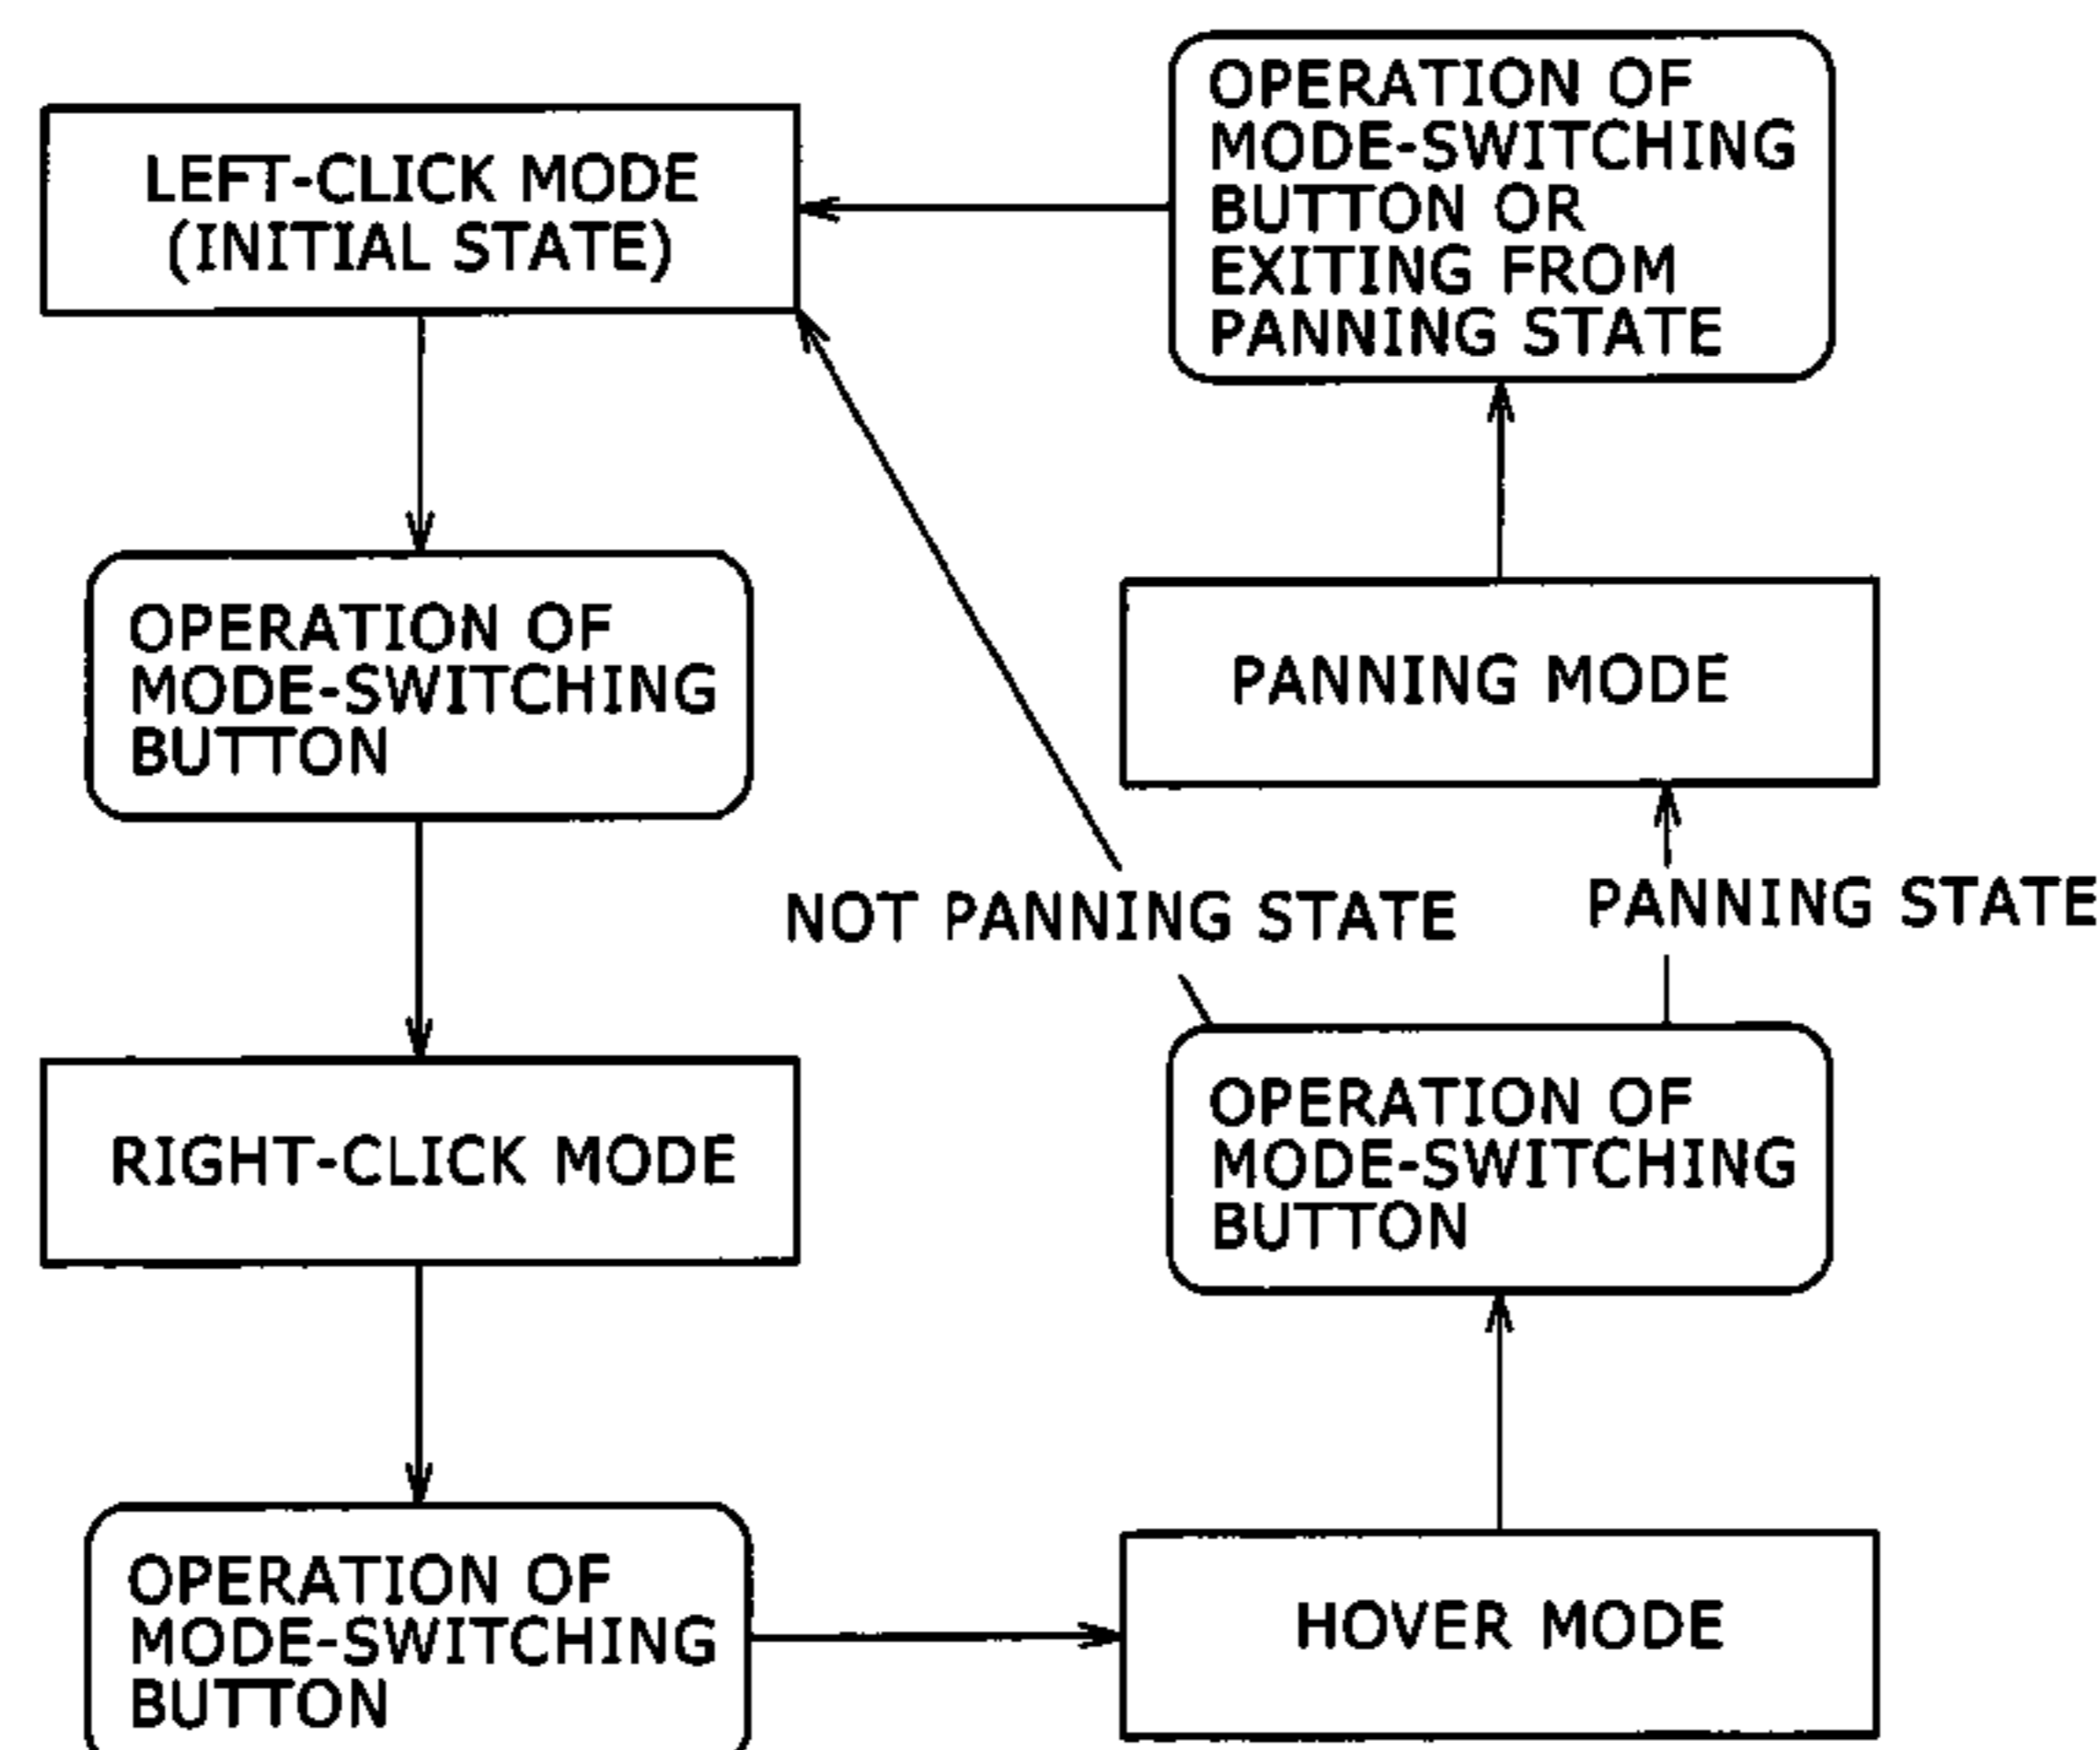 LEFT-CLICK MODE
(INITIAL STATE)
OPERATION OF
MODE-SWITCHING
BUTTON
RIGHT-CLICK MODE
OPERATION OF
MODE-SWITCHING
BUTTON
HOVER MODE
OPERATION OF
MODE-SWITCHING
BUTTON
NOT PANNING STATE
PANNING STATE
PANNING MODE
OPERATION OF
MODE-SWITCHING
BUTTON OR
EXITING FROM
PANNING STATE